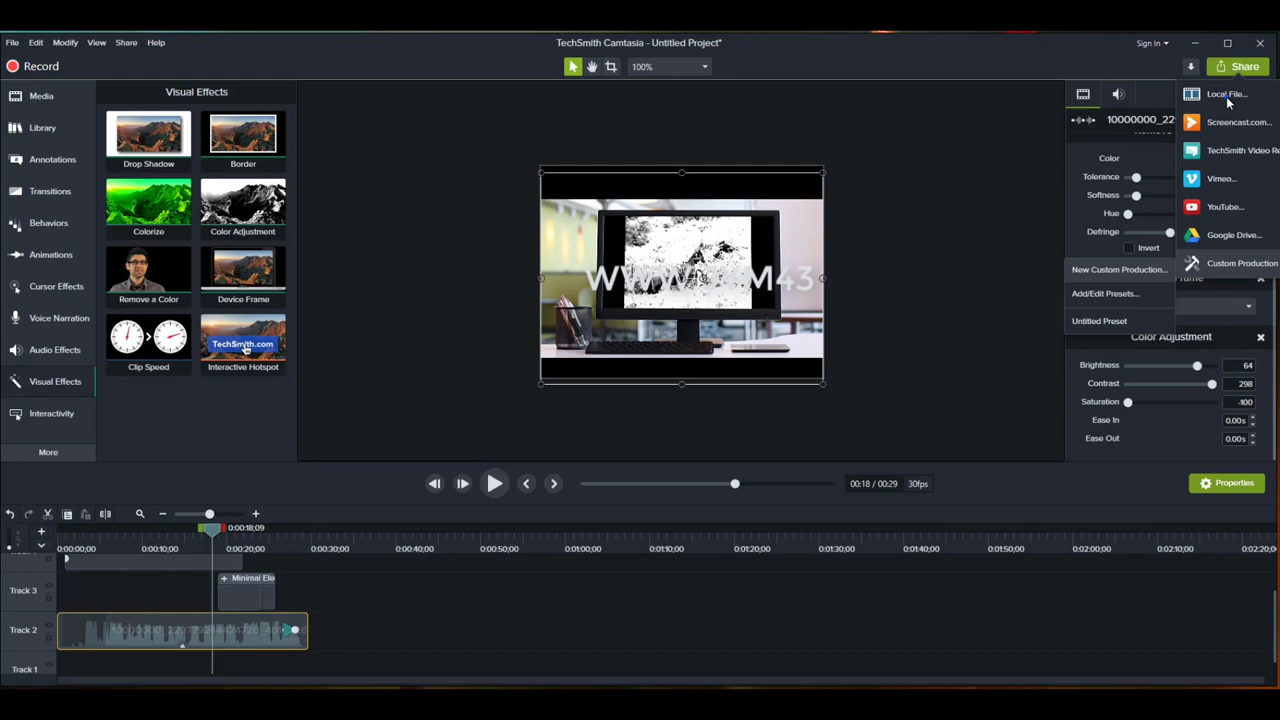 File Edit Modify View Share Help
TechSmith Camtasia - Untitled Project*
Sign In
Record
100%
Share
Media
Library
Annotations
Transitions
Behaviors
Animations
Cursor Effects
Voice Narration
Audio Effects
Visual Effects
Interactivity
More
Visual Effects
Drop Shadow
Border
Colorize
Color Adjustment
Remove a Color
Device Frame
Clip Speed
TechSmith.com
Interactive Hotspot
10000000_22
Color
Tolerance
Softness
Hue
Defringe
Invert
Local File...
Screencast.com...
TechSmith Video Re
Vimeo...
YouTube...
Google Drive...
Custom Production
New Custom Production...
Add/Edit Presets...
Untitled Preset
Color Adjustment
Brightness 64
Contrast 298
Saturation -100
Ease In 0.00s
Ease Out 0.00s
00:18 / 00:29 30fps
Properties
0:00:18;09
0:00:00;00 0:00:10;00 0:00:20;00 0:00:30;00 0:00:40;00 0:00:50;00 0:01:00;00 0:01:10;00 0:01:20;00 0:01:30;00 0:01:40;00 0:01:50;00 0:02:00;00 0:02:10;00 0:02:20;0
Track 3
Minimal Ele
Track 2
Track 1